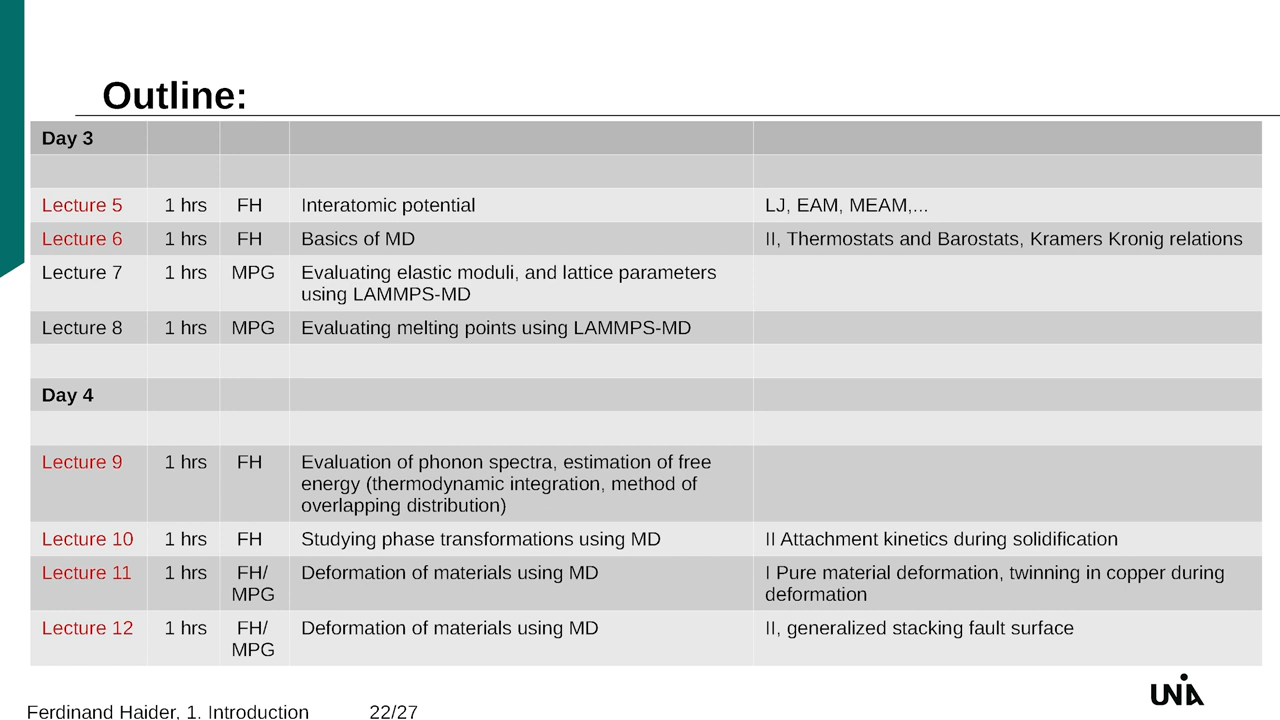 Outline:
Day 3
Lecture 5 1 hrs FH Interatomic potential LJ, EAM, MEAM,...
Lecture 6 1 hrs FH Basics of MD II, Thermostats and Barostats, Kramers Kronig relations
Lecture 7 1 hrs MPG Evaluating elastic moduli, and lattice parameters
using LAMMPS-MD
Lecture 8 1 hrs MPG Evaluating melting points using LAMMPS-MD
Day 4
Lecture 9 1 hrs FH Evaluation of phonon spectra, estimation of free
energy (thermodynamic integration, method of
overlapping distribution)
Lecture 10 1 hrs FH Studying phase transformations using MD II Attachment kinetics during solidification
Lecture 11 1 hrs FH/ Deformation of materials using MD I Pure material deformation, twinning in copper during
MPG deformation
Lecture 12 1 hrs FH/ Deformation of materials using MD II, generalized stacking fault surface
MPG
UNIA
Ferdinand Haider, 1. Introduction 22/27